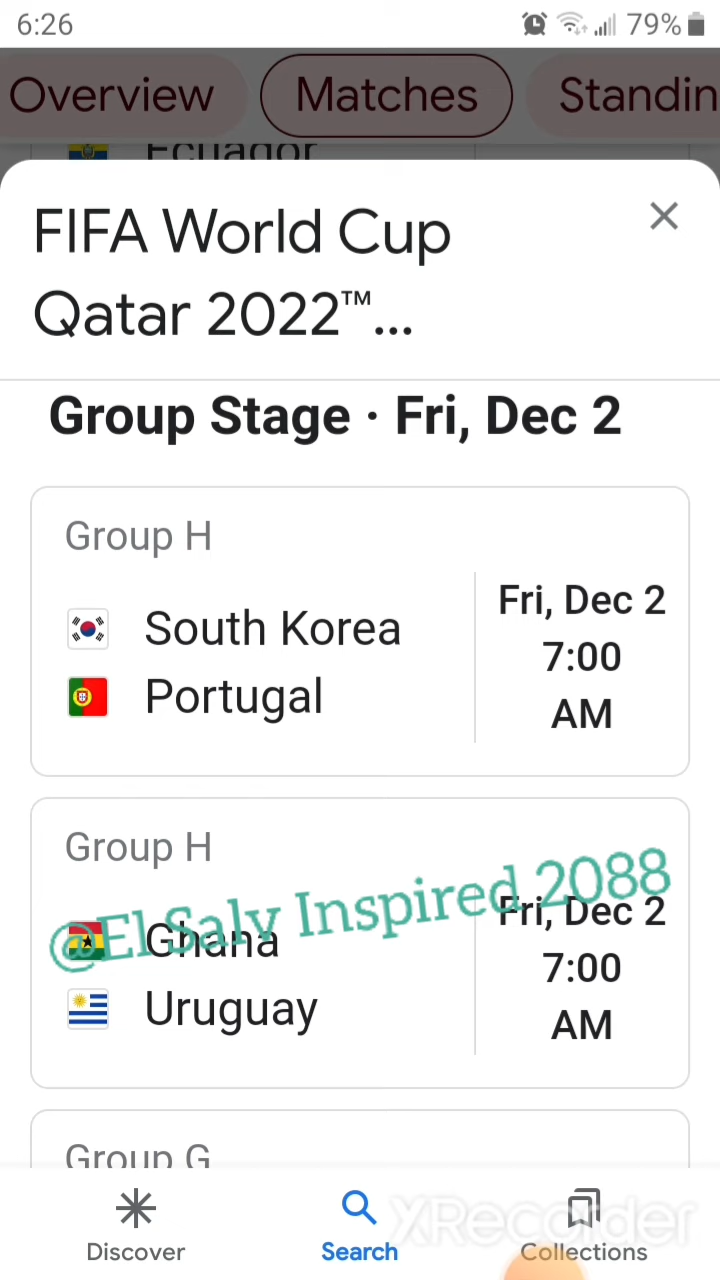 6:26
79%
Overview
Matches
Standin
Ecuador
FIFA World Cup
Qatar 2022™...
Group Stage · Fri, Dec 2
Group H
South Korea
Portugal
Fri, Dec 2
7:00
AM
Group H
@El Salv Inspired 2088
Ghana
Uruguay
Fri, Dec 2
7:00
AM
Group G
Discover
Search
Collections
XRecorder